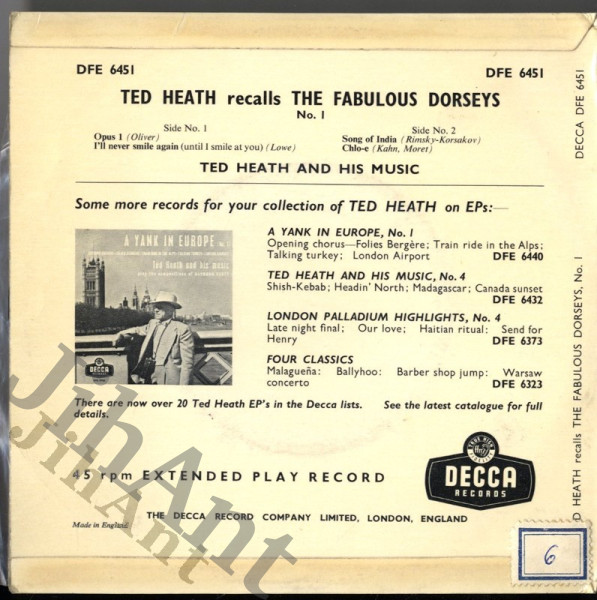 DFE 6451
DFE 6451
TED HEATH recalls THE FABULOUS DORSEYS
No. 1
Side No. 1
Opus 1 (Oliver)
I'll never smile again (until I smile at you) (Lowe)
Side No. 2
Song of India (Rimsky-Korsakov)
Chlo-e (Kahn, Moret)
TED HEATH AND HIS MUSIC
Some more records for your collection of TED HEATH on EPs:—
A YANK IN EUROPE
Ted Heath and his music
DECCA
A YANK IN EUROPE, No. 1
Opening chorus—Folies Bergère; Train ride in the Alps;
Talking turkey; London Airport DFE 6440
TED HEATH AND HIS MUSIC, No. 4
Shish-Kebab; Headin' North; Madagascar; Canada sunset
DFE 6432
LONDON PALLADIUM HIGHLIGHTS, No. 4
Late night final; Our love; Haitian ritual; Send for
Henry DFE 6373
FOUR CLASSICS
Malagueña; Ballyhoo; Barber shop jump; Warsaw
concerto DFE 6323
There are now over 20 Ted Heath EP's in the Decca lists. See the latest catalogue for full
details.
45 rpm EXTENDED PLAY RECORD
DECCA
RECORDS
THE DECCA RECORD COMPANY LIMITED, LONDON, ENGLAND
Made in England
DECCA DFE 6451
D HEATH recalls THE FABULOUS DORSEYS, No. 1
6
JihAnt
JihAnt